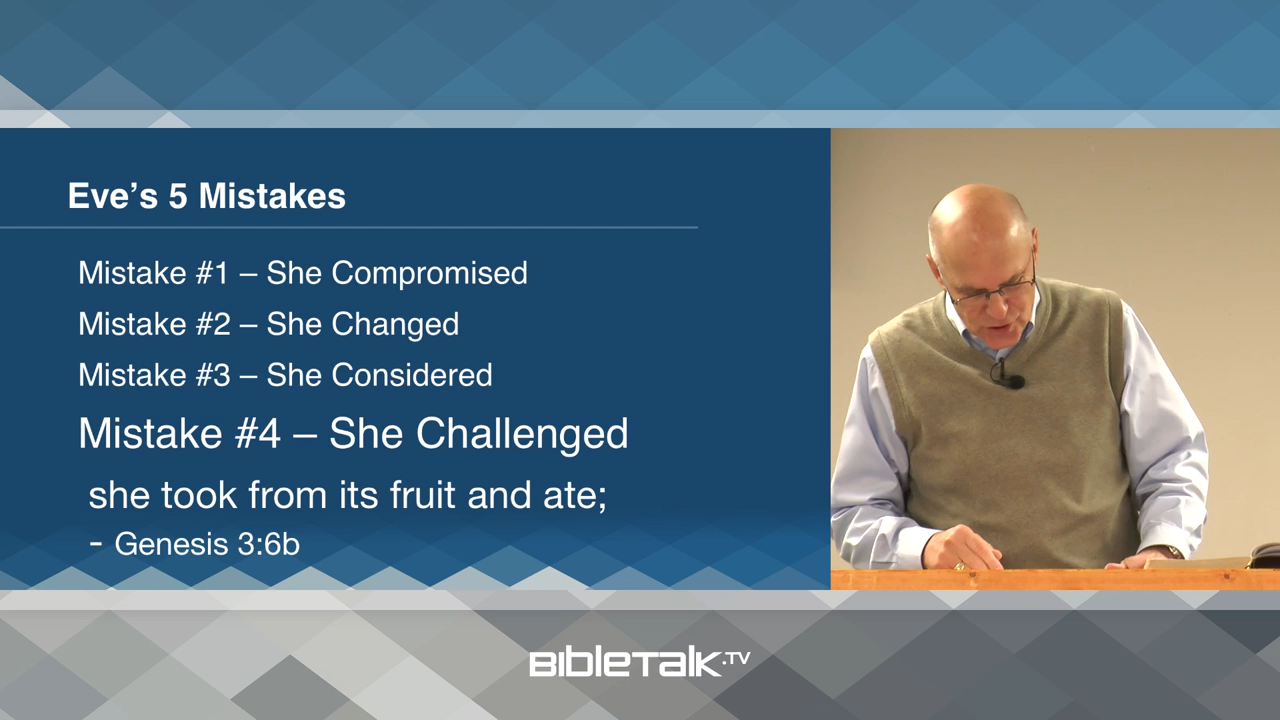 Eve’s 5 Mistakes
Mistake #1 – She Compromised
Mistake #2 – She Changed
Mistake #3 – She Considered
Mistake #4 – She Challenged
she took from its fruit and ate;
- Genesis 3:6b
BibleTalk.TV